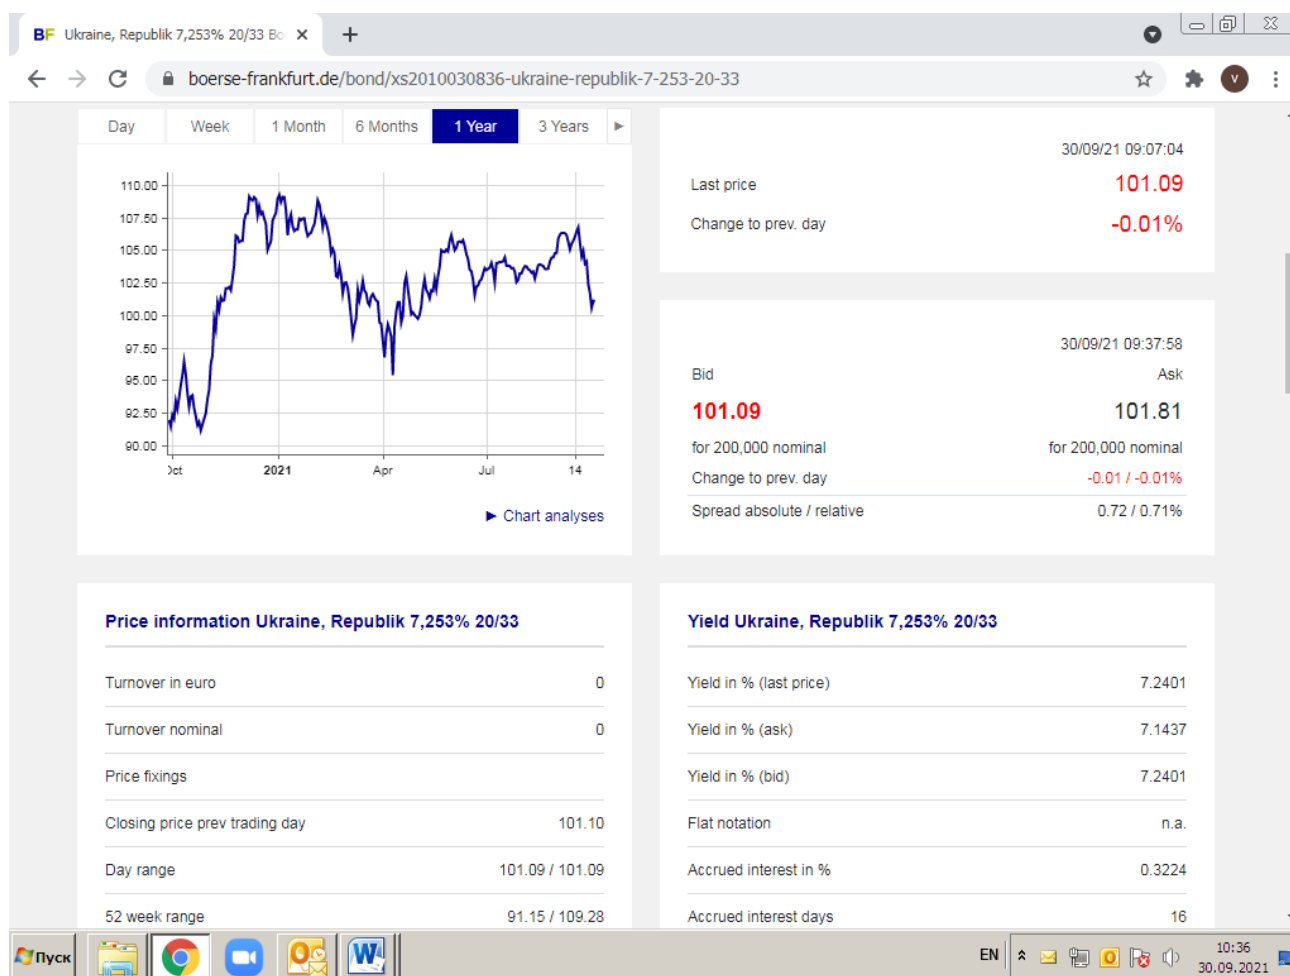 BF Ukraine, Republik 7,253% 20/33 Bo
boerse-frankfurt.de/bond/xs2010030836-ukraine-republik-7-253-20-33
V
Day Week 1 Month 6 Months 1 Year 3 Years
110.00
107.50
105.00
102.50
100.00
97.50
95.00
92.50
90.00
Oct 2021 Apr Jul 14
Chart analyses
30/09/21 09:07:04
Last price 101.09
Change to prev. day -0.01%
30/09/21 09:37:58
Bid Ask
101.09 101.81
for 200,000 nominal for 200,000 nominal
Change to prev. day -0.01 / -0.01%
Spread absolute / relative 0.72 / 0.71%
Price information Ukraine, Republik 7,253% 20/33
Turnover in euro 0
Turnover nominal 0
Price fixings
Closing price prev trading day 101.10
Day range 101.09 / 101.09
52 week range 91.15 / 109.28
Yield Ukraine, Republik 7,253% 20/33
Yield in % (last price) 7.2401
Yield in % (ask) 7.1437
Yield in % (bid) 7.2401
Flat notation n.a.
Accrued interest in % 0.3224
Accrued interest days 16
Пуск
EN
10:36
30.09.2021